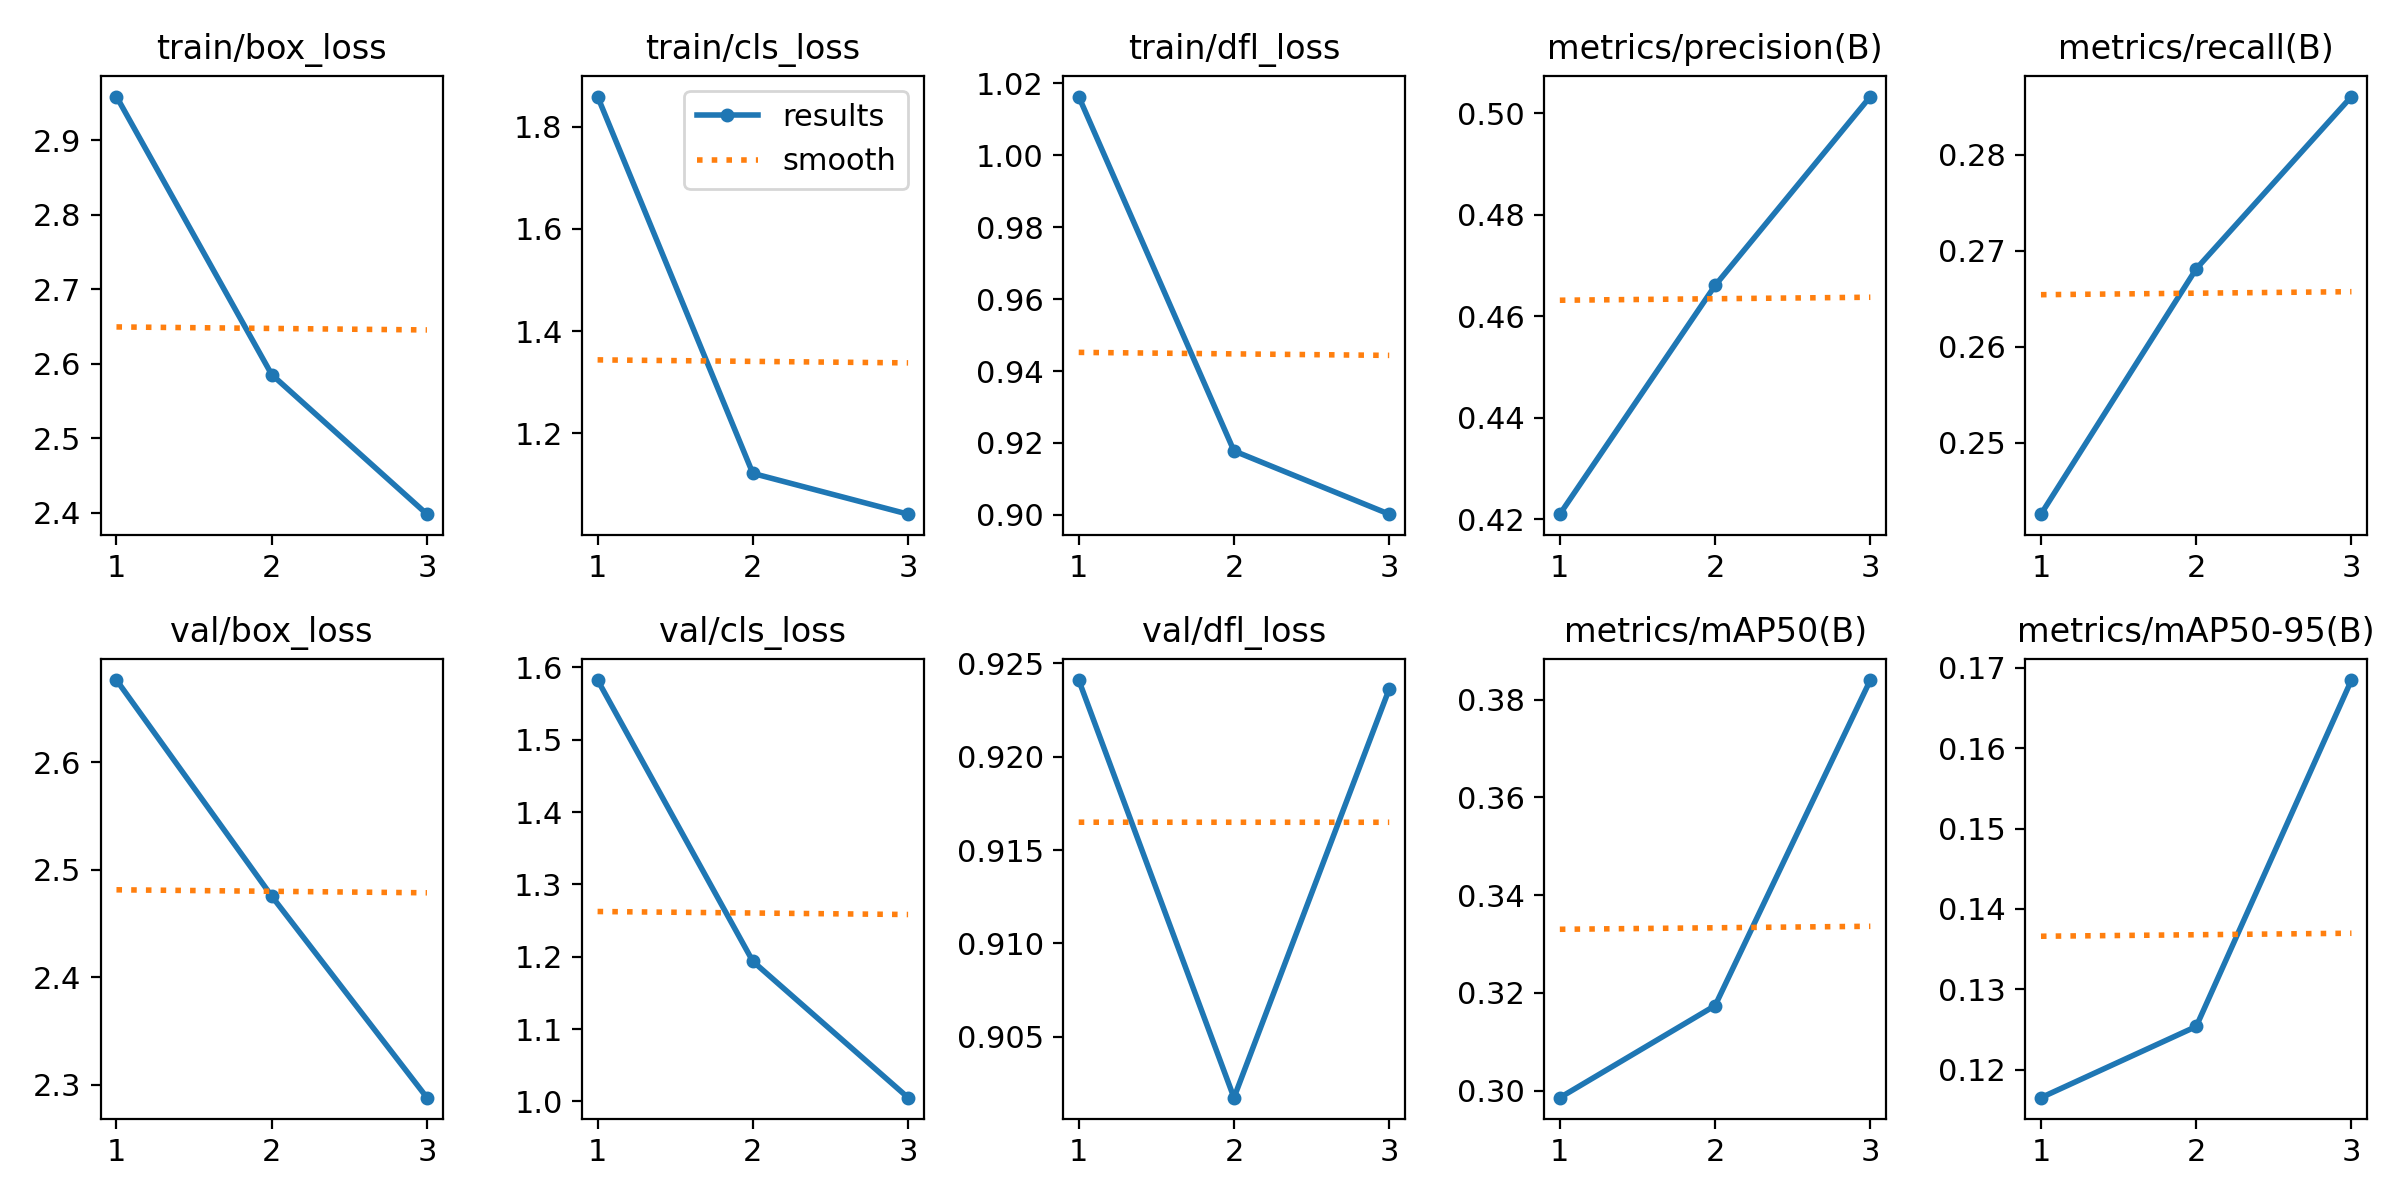 train/box_loss
2.9
2.8
2.7
2.6
2.5
2.4
1 2 3
train/cls_loss
results
smooth
1.8
1.6
1.4
1.2
1 2 3
train/dfl_loss
1.02
1.00
0.98
0.96
0.94
0.92
0.90
1 2 3
metrics/precision(B)
0.50
0.48
0.46
0.44
0.42
1 2 3
metrics/recall(B)
0.28
0.27
0.26
0.25
1 2 3
val/box_loss
2.6
2.5
2.4
2.3
1 2 3
val/cls_loss
1.6
1.5
1.4
1.3
1.2
1.1
1.0
1 2 3
val/dfl_loss
0.925
0.920
0.915
0.910
0.905
1 2 3
metrics/mAP50(B)
0.38
0.36
0.34
0.32
0.30
1 2 3
metrics/mAP50-95(B)
0.17
0.16
0.15
0.14
0.13
0.12
1 2 3